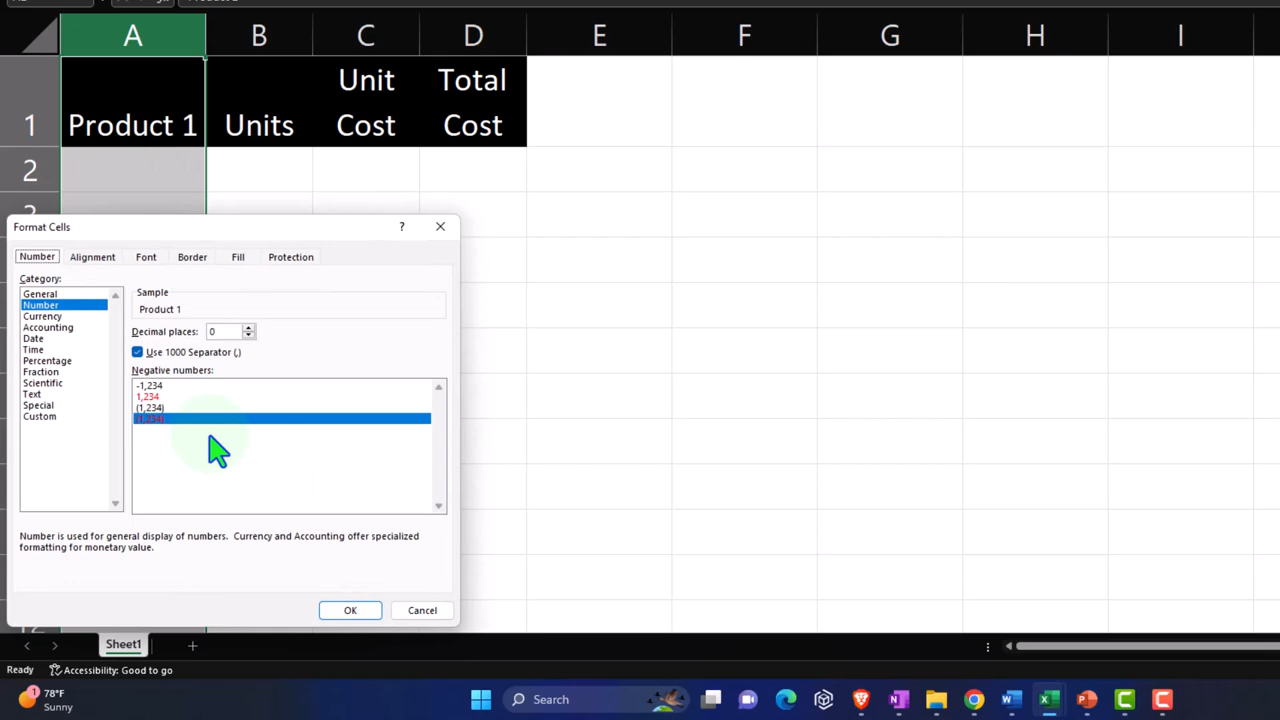 A B C D E F G H I
Unit Total
1 Product 1 Units Cost Cost
2
Format Cells ?
Number Alignment Font Border Fill Protection
Category:
General
Number
Currency
Accounting
Date
Time
Percentage
Fraction
Scientific
Text
Special
Custom
Sample
Product 1
Decimal places: 0
Use 1000 Separator (,)
Negative numbers:
-1,234
1,234
(1,234)
(1,234)
Number is used for general display of numbers. Currency and Accounting offer specialized
formatting for monetary value.
OK Cancel
Sheet1
Ready Accessibility: Good to go
1 78°F
Sunny
Search